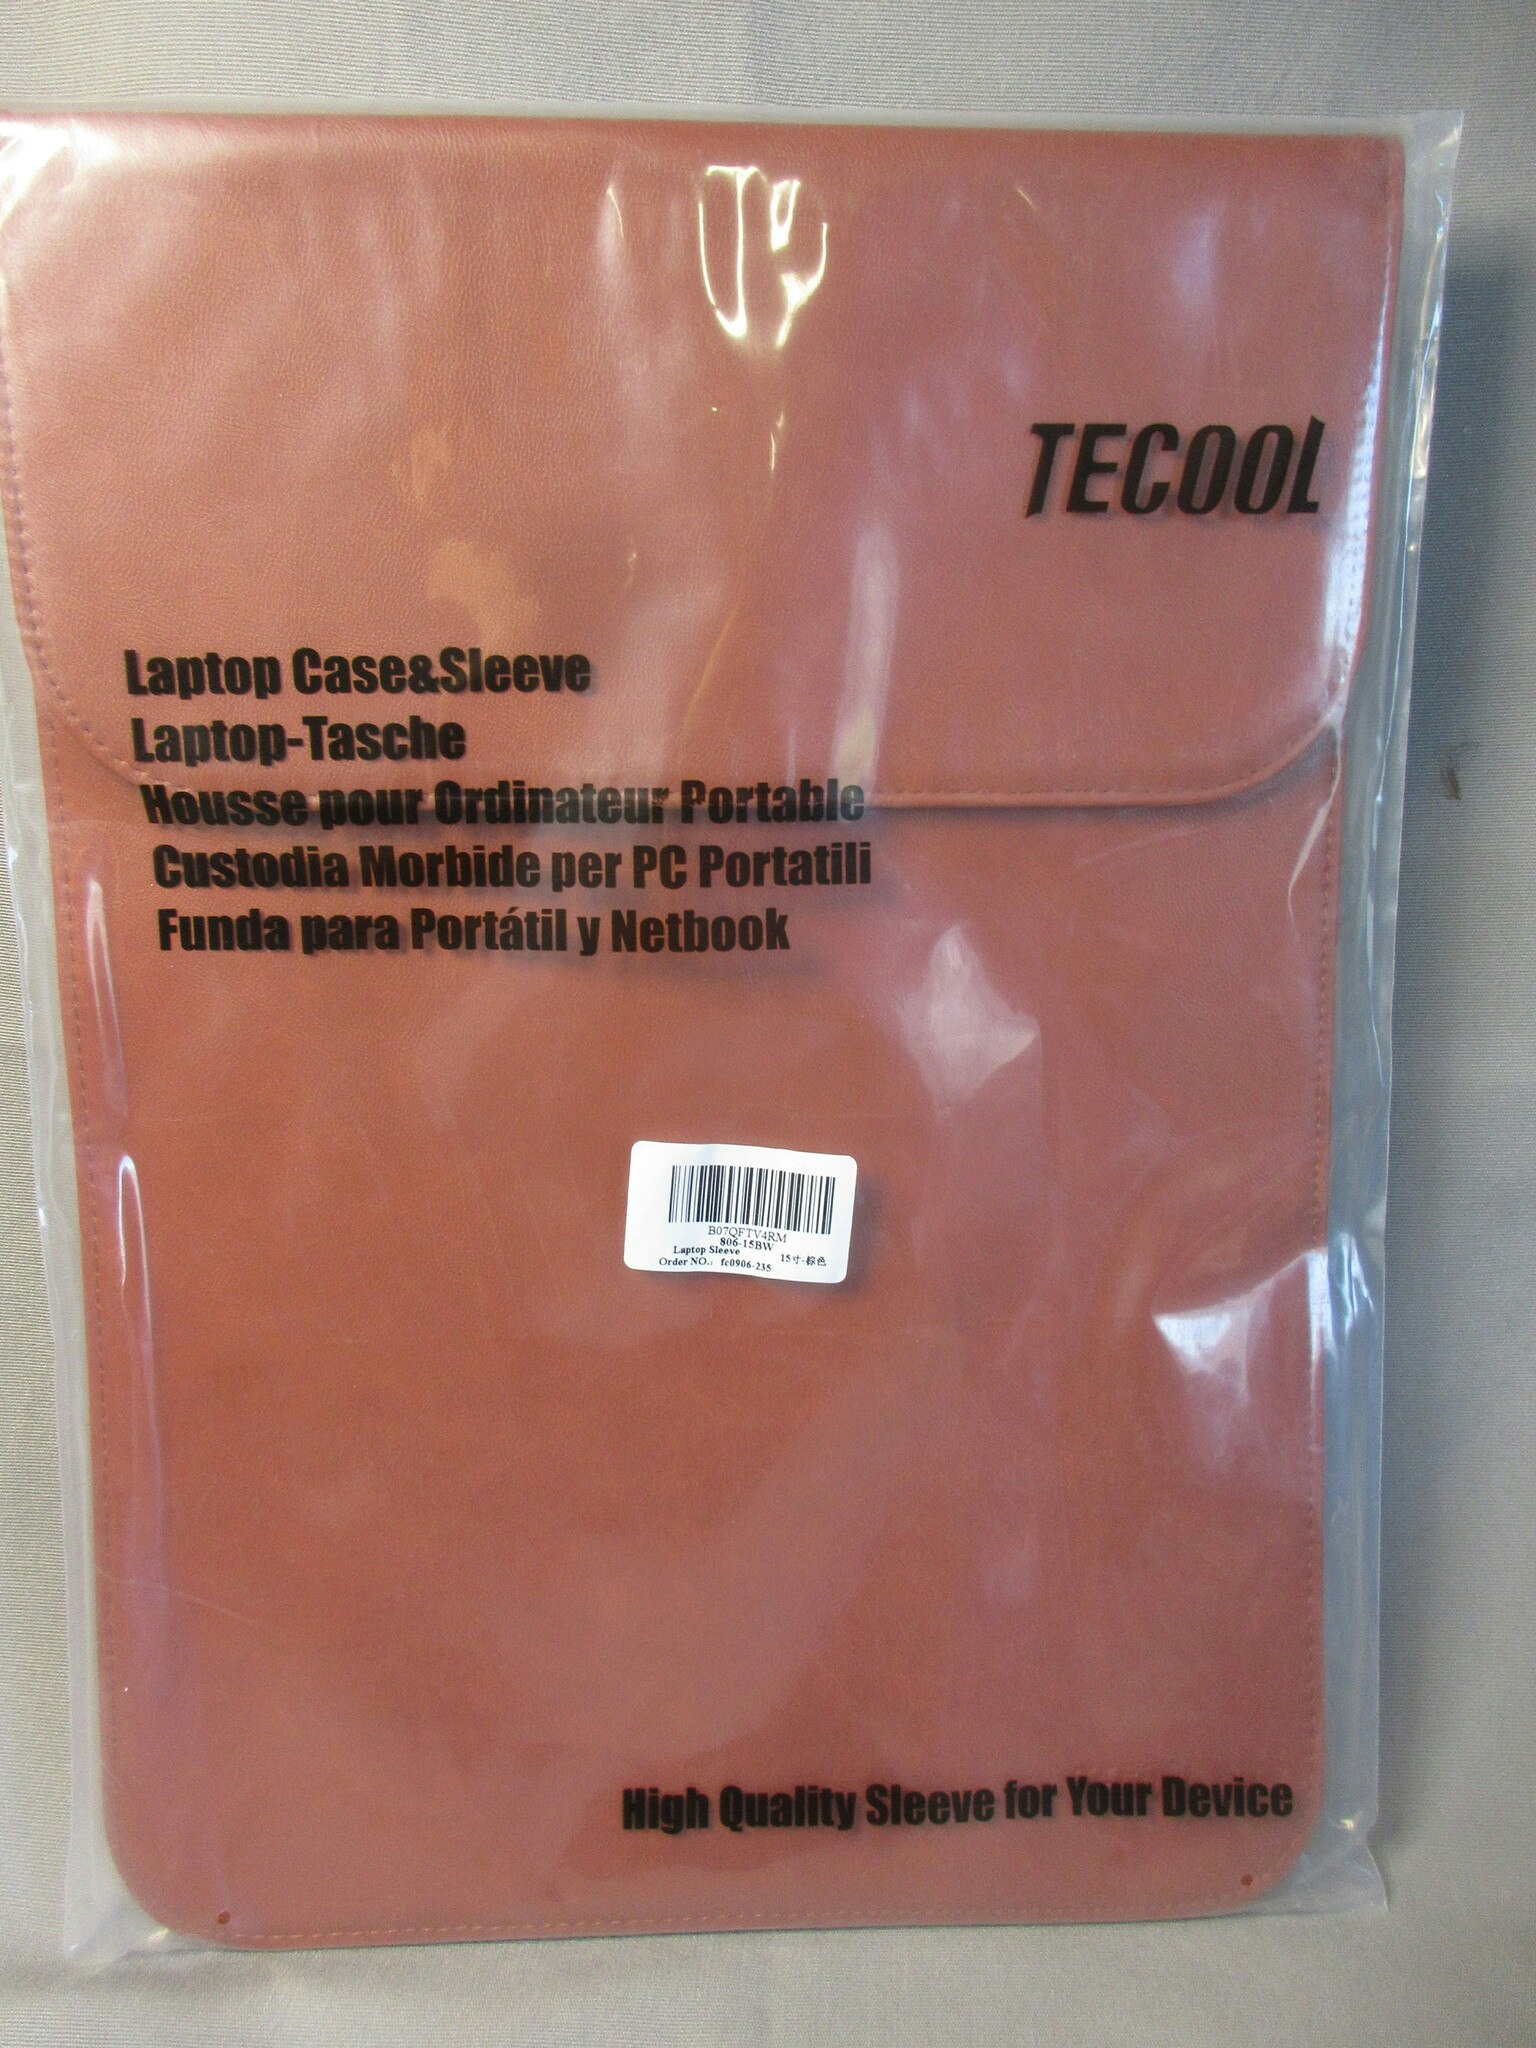 TECOOL
Laptop Case&Sleeve
Laptop-Tasche
Housse pour Ordinateur Portable
Custodia Morbide per PC Portatili
Funda para Portátil y Netbook
B07QFTV4RM
806-15BW
Laptop Sleeve 15寸-棕色
Order NO.: fc0906-235
High Quality Sleeve for Your Device